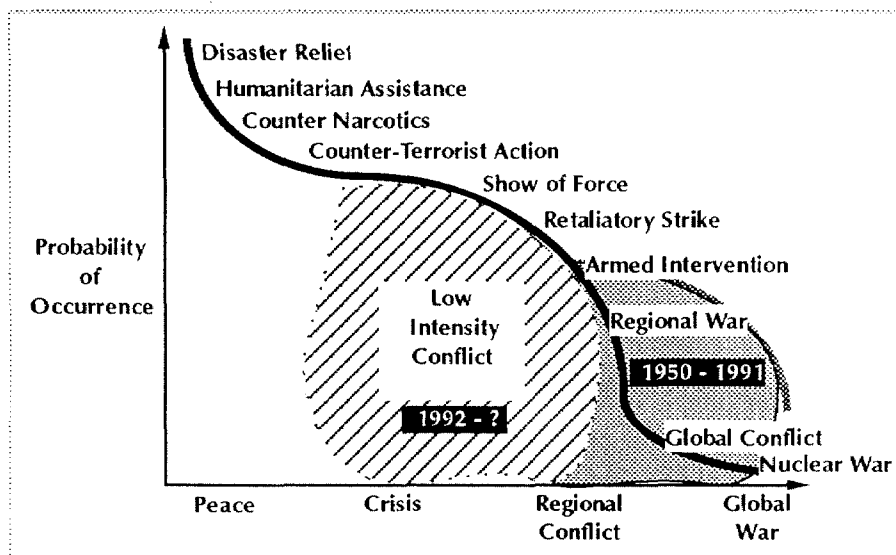 Disaster Relief
Humanitarian Assistance
Counter Narcotics
Counter-Terrorist Action
Show of Force
Retaliatory Strike
Armed Intervention
Regional War
1950 - 1991
Global Conflict
Nuclear War
Low
Intensity
Conflict
1992 - ?
Probability
of
Occurrence
Peace
Crisis
Regional
Conflict
Global
War